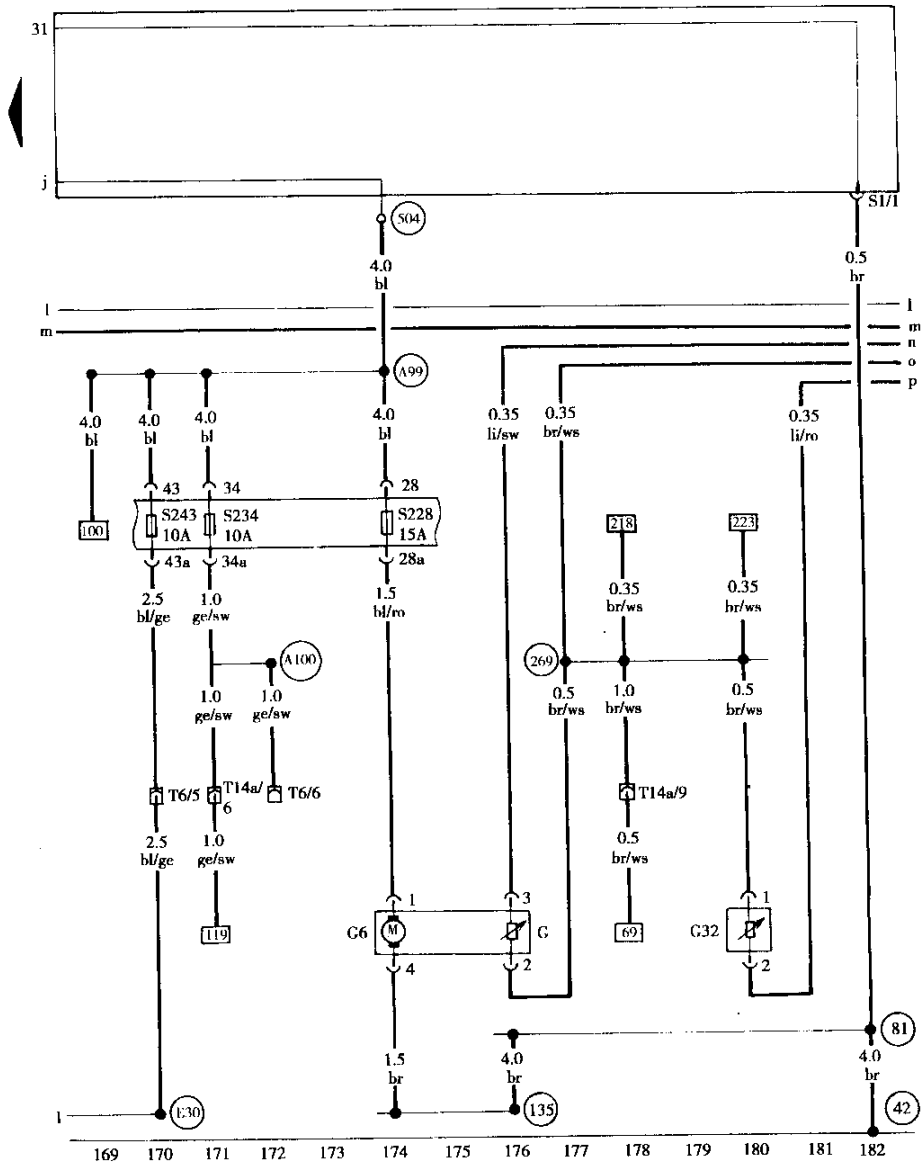 31
j
S1/1
504
4.0
bl
0.5
br
l
l
m
m
n
o
p
A99
4.0
bl
4.0
bl
4.0
bl
4.0
bl
0.35
li/sw
0.35
br/ws
0.35
li/ro
43
34
28
100
S243
10A
S234
10A
S228
15A
218
223
43a
34a
28a
2.5
bl/ge
1.0
ge/sw
1.5
bl/ro
0.35
br/ws
0.35
br/ws
A100
269
1.0
ge/sw
1.0
ge/sw
0.5
br/ws
1.0
br/ws
0.5
br/ws
T6/5
T14a/
6
T6/6
T14a/9
2.5
bl/ge
1.0
ge/sw
0.5
br/ws
1
3
1
119
G6
M
G
69
G32
4
2
2
81
1.5
br
4.0
br
4.0
br
l
E30
135
42
169 170 171 172 173 174 175 176 177 178 179 180 181 182